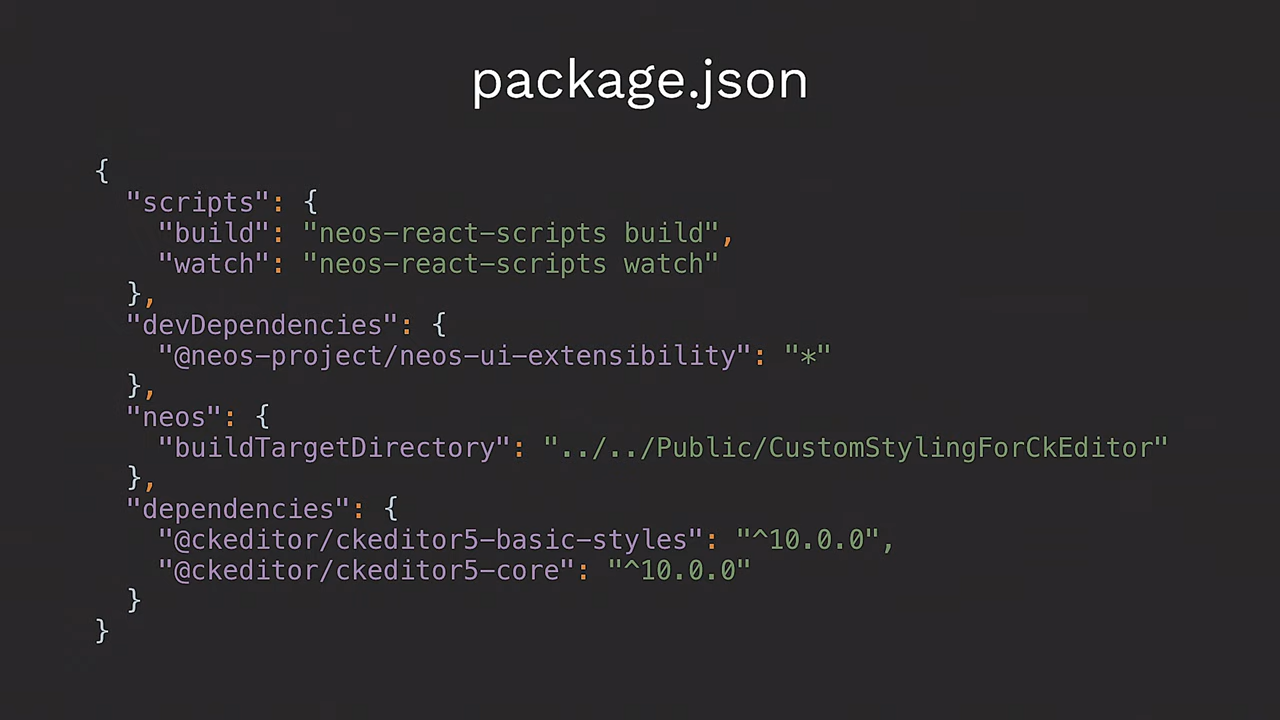 package.json
{
  "scripts": {
    "build": "neos-react-scripts build",
    "watch": "neos-react-scripts watch"
  },
  "devDependencies": {
    "@neos-project/neos-ui-extensibility": "*"
  },
  "neos": {
    "buildTargetDirectory": "../../Public/CustomStylingForCkEditor"
  },
  "dependencies": {
    "@ckeditor/ckeditor5-basic-styles": "^10.0.0",
    "@ckeditor/ckeditor5-core": "^10.0.0"
  }
}